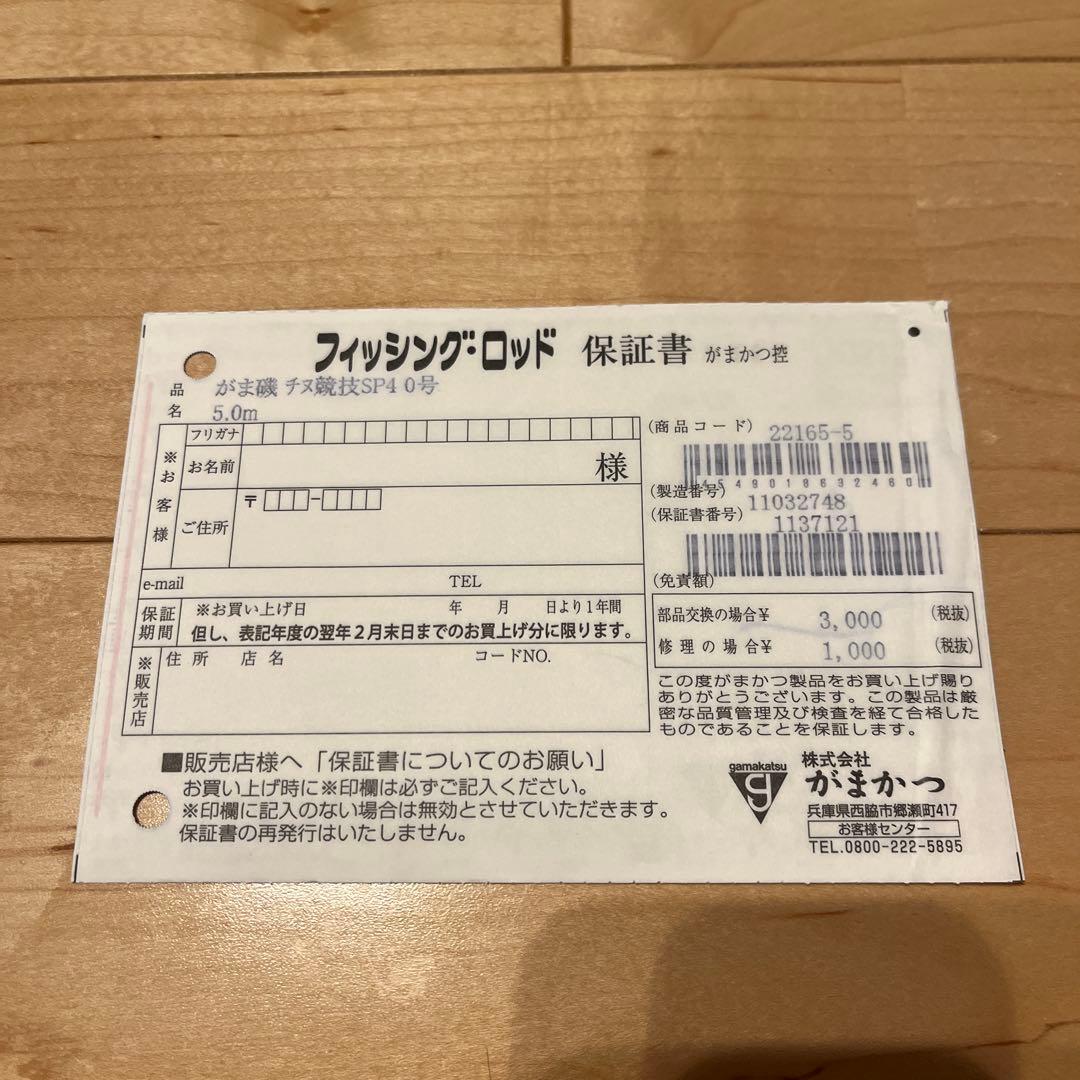 フィッシング・ロッド 保証書 がまかつ控
品名 がま磯 チヌ競技SP4 0号
5.0m
※お客様
フリガナ
お名前 様
ご住所 〒□□□-□□□□
e-mail TEL
保証期間 ※お買い上げ日 年 月 日より1年間
但し、表記年度の翌年2月末日までのお買上げ分に限ります。
※販売店 住所 店名 コードNO.
(商品コード) 22165-5
4549018632460
(製造番号) 11032748
(保証書番号) 1137121
(免責額)
部品交換の場合¥ 3,000 (税抜)
修理の場合¥ 1,000 (税抜)
この度がまかつ製品をお買い上げ賜り
ありがとうございます。この製品は厳
密な品質管理及び検査を経て合格した
ものであることを保証します。
■販売店様へ「保証書についてのお願い」
お買い上げ時に※印欄は必ずご記入ください。
※印欄に記入のない場合は無効とさせていただきます。
保証書の再発行はいたしません。
gamakatsu
g
株式会社
がまかつ
兵庫県西脇市郷瀬町417
お客様センター
TEL.0800-222-5895